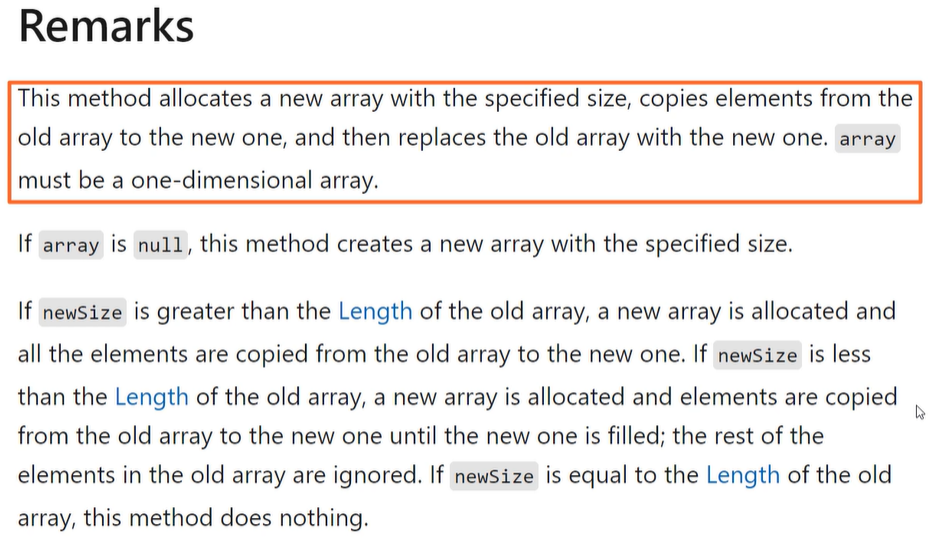 Remarks
This method allocates a new array with the specified size, copies elements from the
old array to the new one, and then replaces the old array with the new one. array
must be a one-dimensional array.
If array is null, this method creates a new array with the specified size.
If newSize is greater than the Length of the old array, a new array is allocated and
all the elements are copied from the old array to the new one. If newSize is less
than the Length of the old array, a new array is allocated and elements are copied
from the old array to the new one until the new one is filled; the rest of the
elements in the old array are ignored. If newSize is equal to the Length of the old
array, this method does nothing.